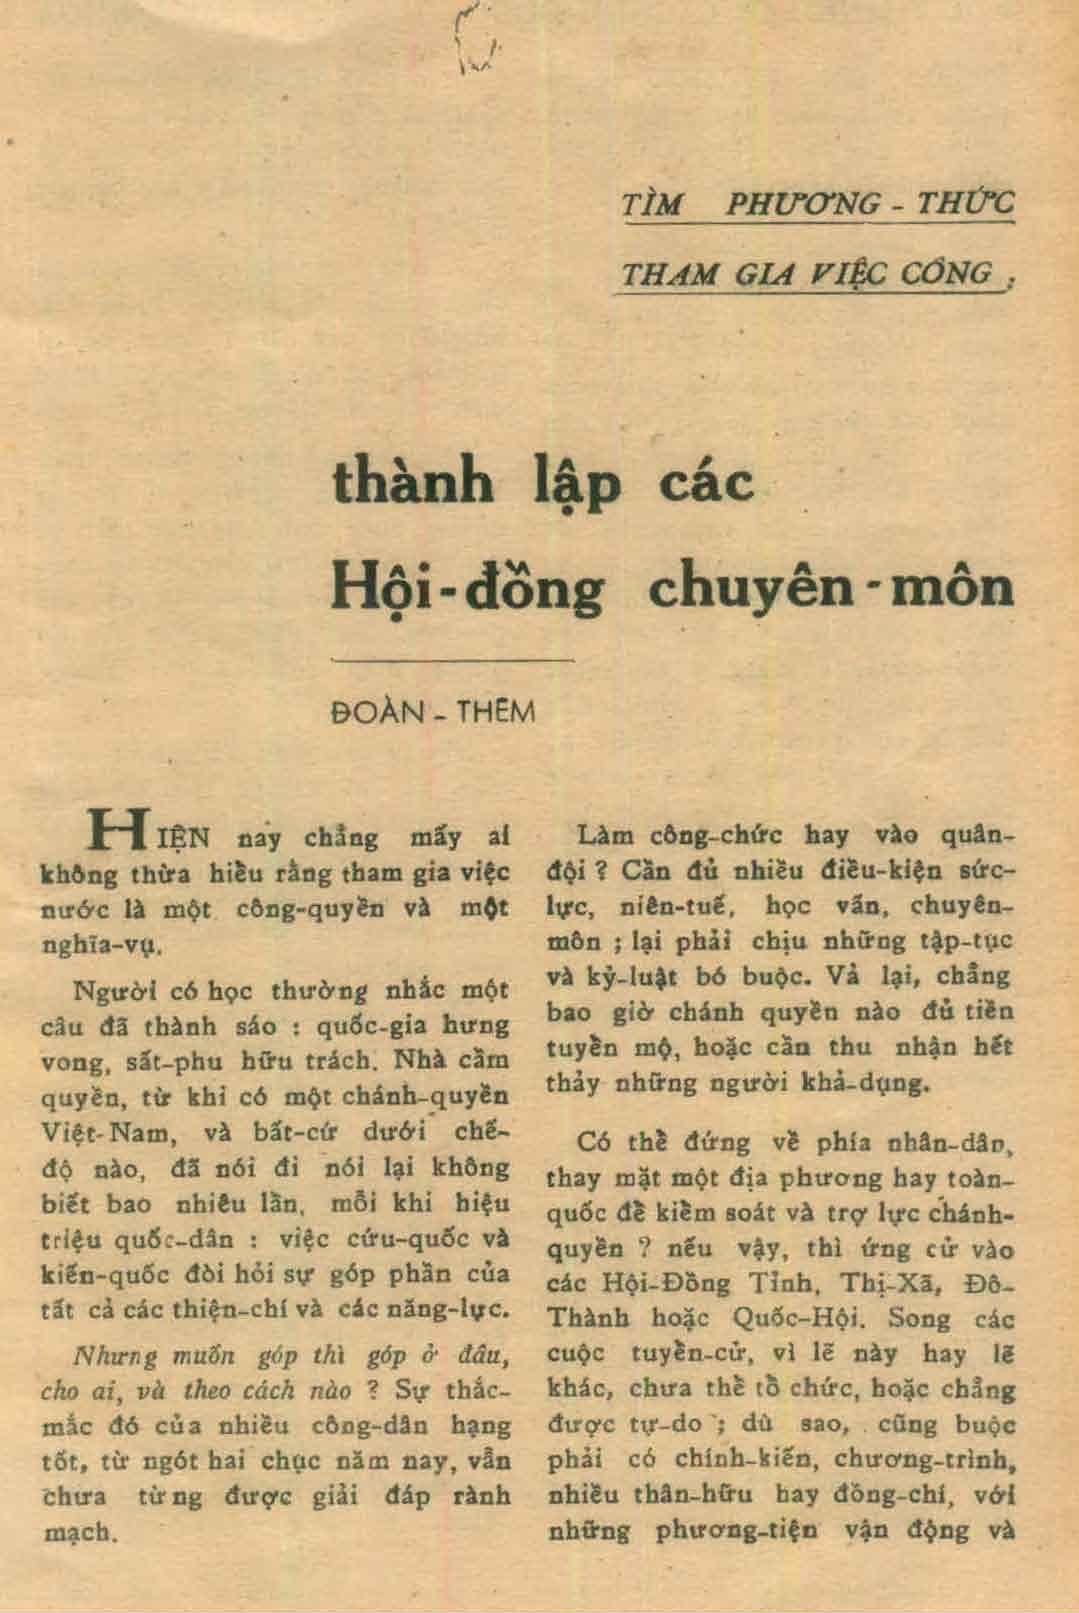 TÌM PHƯƠNG - THỨC
THAM GIA VIỆC CÔNG :
thành lập các
Hội-đồng chuyên-môn
ĐOÀN - THÊM
HIỆN nay chẳng mấy ai
không thừa hiểu rằng tham gia việc
nước là một công-quyền và một
nghĩa-vụ.
Người có học thường nhắc một
câu đã thành sáo : quốc-gia hưng
vong, sất-phu hữu trách. Nhà cầm
quyền, từ khi có một chánh-quyền
Việt-Nam, và bất-cứ dưới chế-
độ nào, đã nói đi nói lại không
biết bao nhiêu lần, mỗi khi hiệu
triệu quốc-dân : việc cứu-quốc và
kiến-quốc đòi hỏi sự góp phần của
tất cả các thiện-chí và các năng-lực.
Nhưng muốn góp thì góp ở đâu,
cho ai, và theo cách nào ? Sự thắc-
mắc đó của nhiều công-dân hạng
tốt, từ ngót hai chục năm nay, vẫn
chưa từng được giải đáp rành
mạch.
Làm công-chức hay vào quân-
đội ? Cần đủ nhiều điều-kiện sức-
lực, niên-tuế, học vấn, chuyên-
môn ; lại phải chịu những tập-tục
và kỷ-luật bó buộc. Vả lại, chẳng
bao giờ chánh quyền nào đủ tiền
tuyển mộ, hoặc cần thu nhận hết
thảy những người khả-dụng.
Có thể đứng về phía nhân-dân,
thay mặt một địa phương hay toàn-
quốc để kiểm soát và trợ lực chánh-
quyền ? nếu vậy, thì ứng cử vào
các Hội-Đồng Tỉnh, Thị-Xã, Đô-
Thành hoặc Quốc-Hội. Song các
cuộc tuyển-cử, vì lẽ này hay lẽ
khác, chưa thể tổ chức, hoặc chẳng
được tự-do ; dù sao, cũng buộc
phải có chính-kiến, chương-trình,
nhiều thân-hữu hay đồng-chí, với
những phương-tiện vận động và